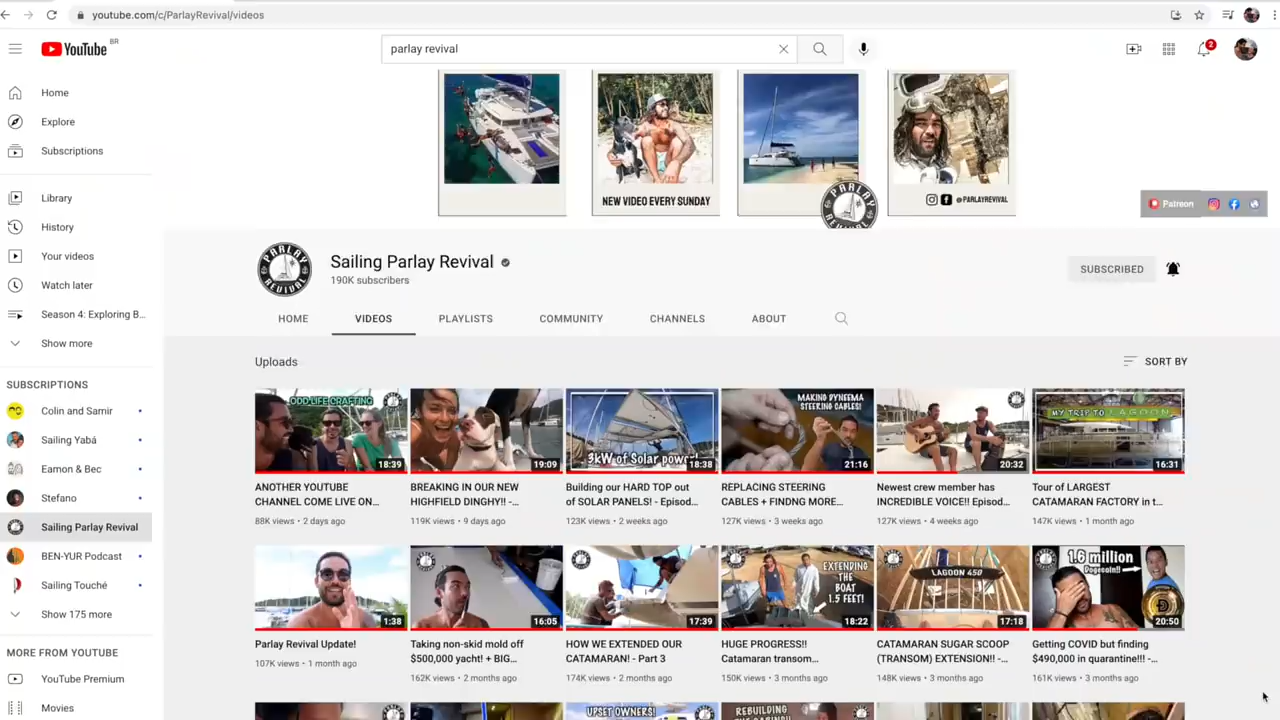 youtube.com/c/ParlayRevival/videos
YouTube BR
parlay revival
2
Home
Explore
Subscriptions
Library
History
Your videos
Watch later
Season 4: Exploring B...
Show more
SUBSCRIPTIONS
Colin and Samir
Sailing Yabá
Eamon & Bec
Stefano
Sailing Parlay Revival
BEN-YUR Podcast
Sailing Touché
Show 175 more
MORE FROM YOUTUBE
YouTube Premium
Movies
NEW VIDEO EVERY SUNDAY
PARLAY REVIVAL
@PARLAYREVIVAL
Patreon
PARLAY REVIVAL
Sailing Parlay Revival
190K subscribers
SUBSCRIBED
HOME VIDEOS PLAYLISTS COMMUNITY CHANNELS ABOUT
Uploads
SORT BY
ODD LIFE CRAFTING
18:39
ANOTHER YOUTUBE
CHANNEL COME LIVE ON...
88K views • 2 days ago
19:09
BREAKING IN OUR NEW
HIGHFIELD DINGHY!! -...
119K views • 9 days ago
3kW of Solar power!
18:38
Building our HARD TOP out
of SOLAR PANELS! - Episod...
123K views • 2 weeks ago
MAKING DYNEEMA
STEERING CABLES!
21:16
REPLACING STEERING
CABLES + FINDNG MORE...
127K views • 3 weeks ago
20:32
Newest crew member has
INCREDIBLE VOICE!! Episod...
127K views • 4 weeks ago
MY TRIP TO LAGOON
16:31
Tour of LARGEST
CATAMARAN FACTORY in t...
147K views • 1 month ago
1:38
Parlay Revival Update!
107K views • 1 month ago
16:05
Taking non-skid mold off
$500,000 yacht! + BIG...
162K views • 2 months ago
17:39
HOW WE EXTENDED OUR
CATAMARAN! - Part 3
174K views • 2 months ago
EXTENDING
THE BOAT
1.5 FEET!
18:22
HUGE PROGRESS!!
Catamaran transom...
150K views • 3 months ago
LAGOON 450
17:18
CATAMARAN SUGAR SCOOP
(TRANSOM) EXTENSION!! -...
148K views • 3 months ago
1.6 million
Dogecoin!!
20:50
Getting COVID but finding
$490,000 in quarantine!!! -...
161K views • 3 months ago
UPSET OWNERS!
REBUILDING